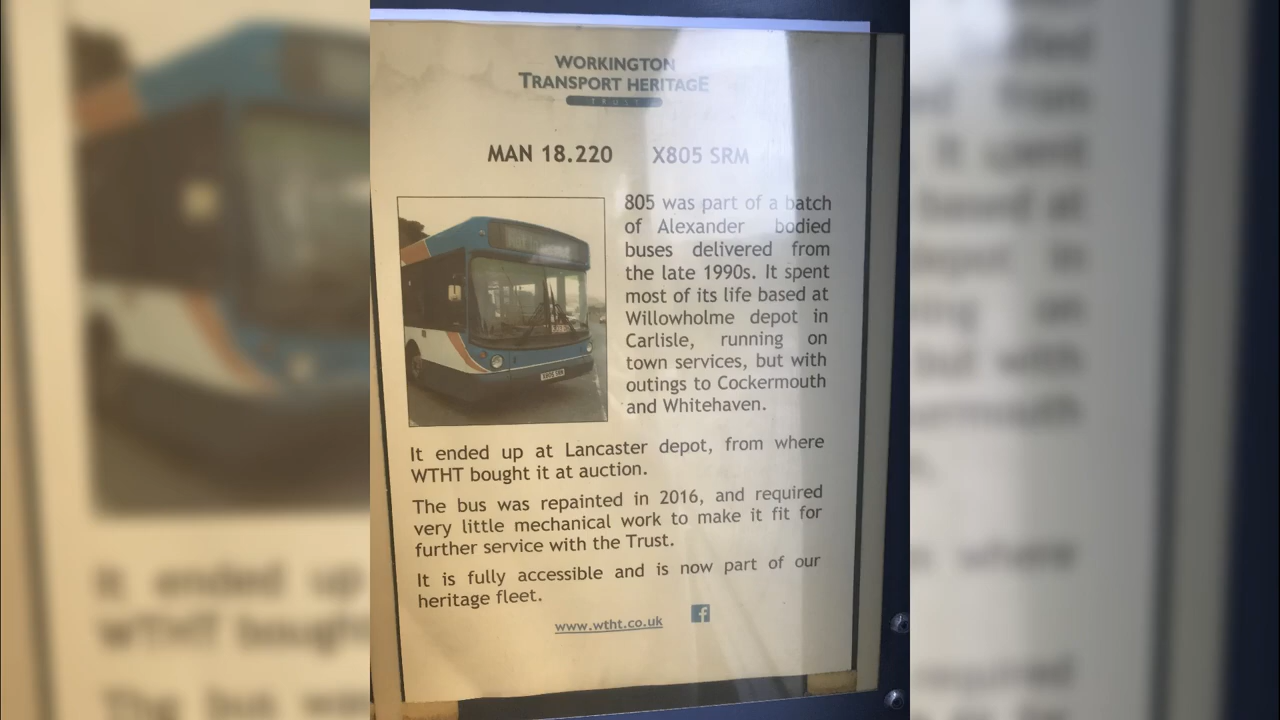 WORKINGTON
TRANSPORT HERITAGE
TRUST
MAN 18.220 X805 SRM
805 was part of a batch
of Alexander bodied
buses delivered from
the late 1990s. It spent
most of its life based at
Willowholme depot in
Carlisle, running on
town services, but with
outings to Cockermouth
and Whitehaven.
It ended up at Lancaster depot, from where
WTHT bought it at auction.
The bus was repainted in 2016, and required
very little mechanical work to make it fit for
further service with the Trust.
It is fully accessible and is now part of our
heritage fleet.
www.wtht.co.uk f